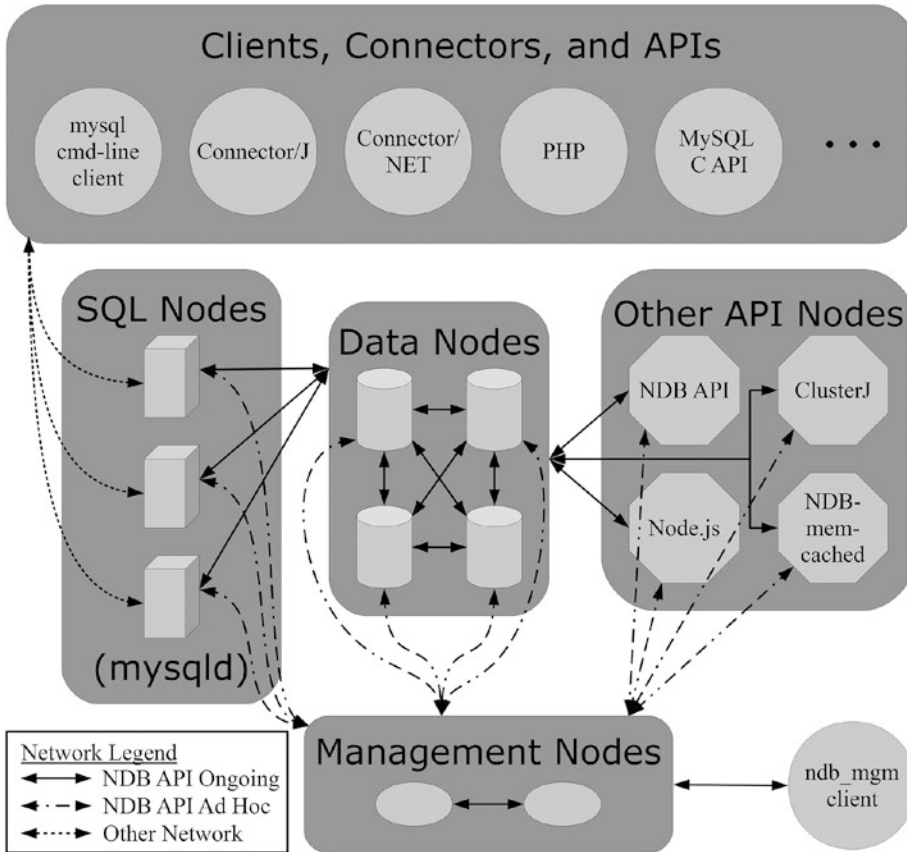 Clients, Connectors, and APIs
mysql
cmd-line
client
Connector/J
Connector/
NET
PHP
MySQL
C API
• • •
SQL Nodes
(mysqld)
Data Nodes
Other API Nodes
NDB API
ClusterJ
Node.js
NDB-
mem-
cached
Management Nodes
ndb_mgm
client
Network Legend
NDB API Ongoing
NDB API Ad Hoc
Other Network